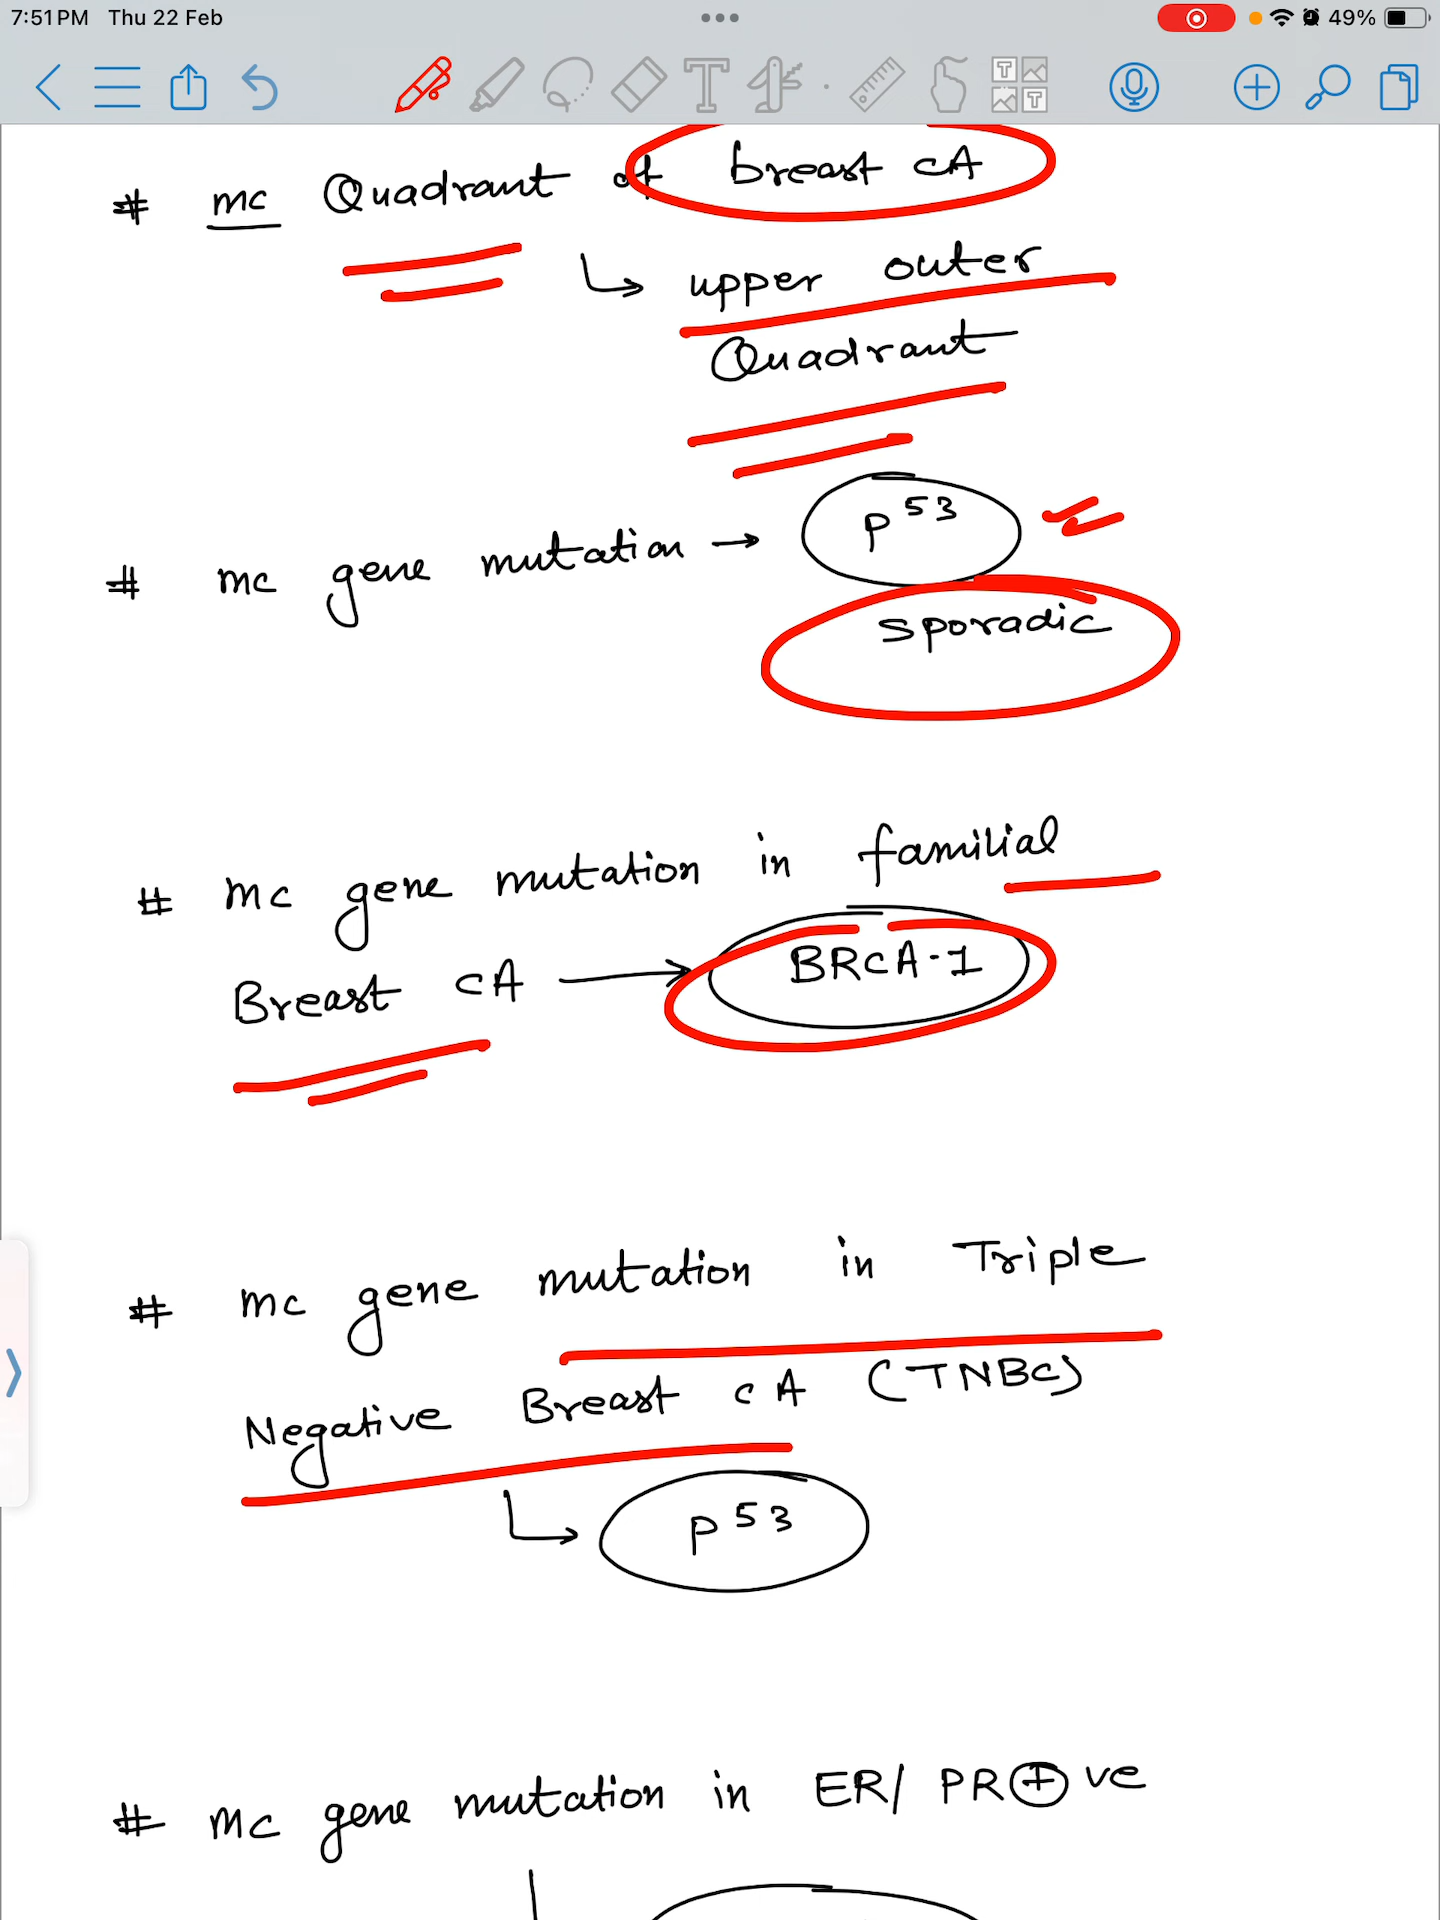 7:51 PM Thu 22 Feb
49%
# mc Quadrant of breast cA
upper outer
Quadrant
# mc gene mutation → P53
sporadic
# mc gene mutation in familial
Breast cA → BRCA-1
# mc gene mutation in Triple
Negative Breast cA (TNBC)
P53
# mc gene mutation in ER/ PR⊕ve